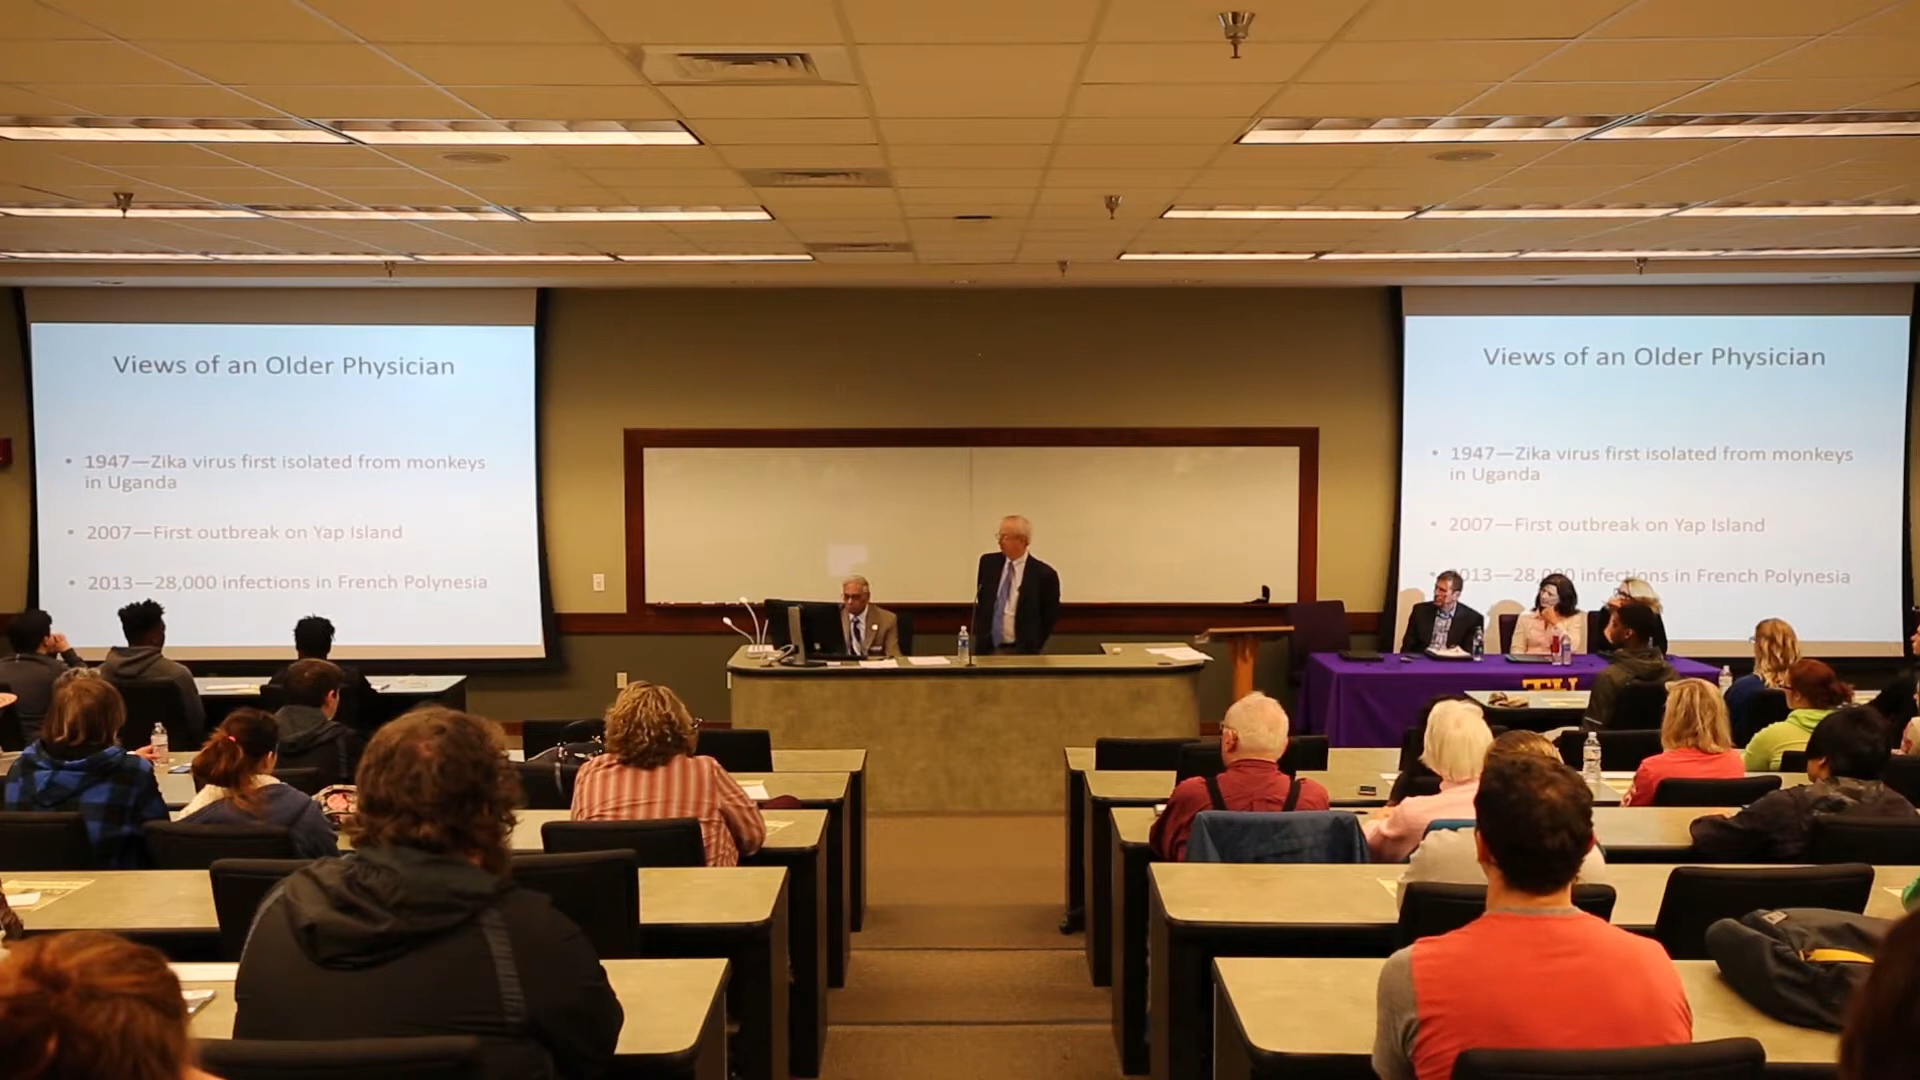 Views of an Older Physician
• 1947—Zika virus first isolated from monkeys
in Uganda
• 2007—First outbreak on Yap Island
• 2013—28,000 infections in French Polynesia
Views of an Older Physician
• 1947—Zika virus first isolated from monkeys
in Uganda
• 2007—First outbreak on Yap Island
• 2013—28,000 infections in French Polynesia